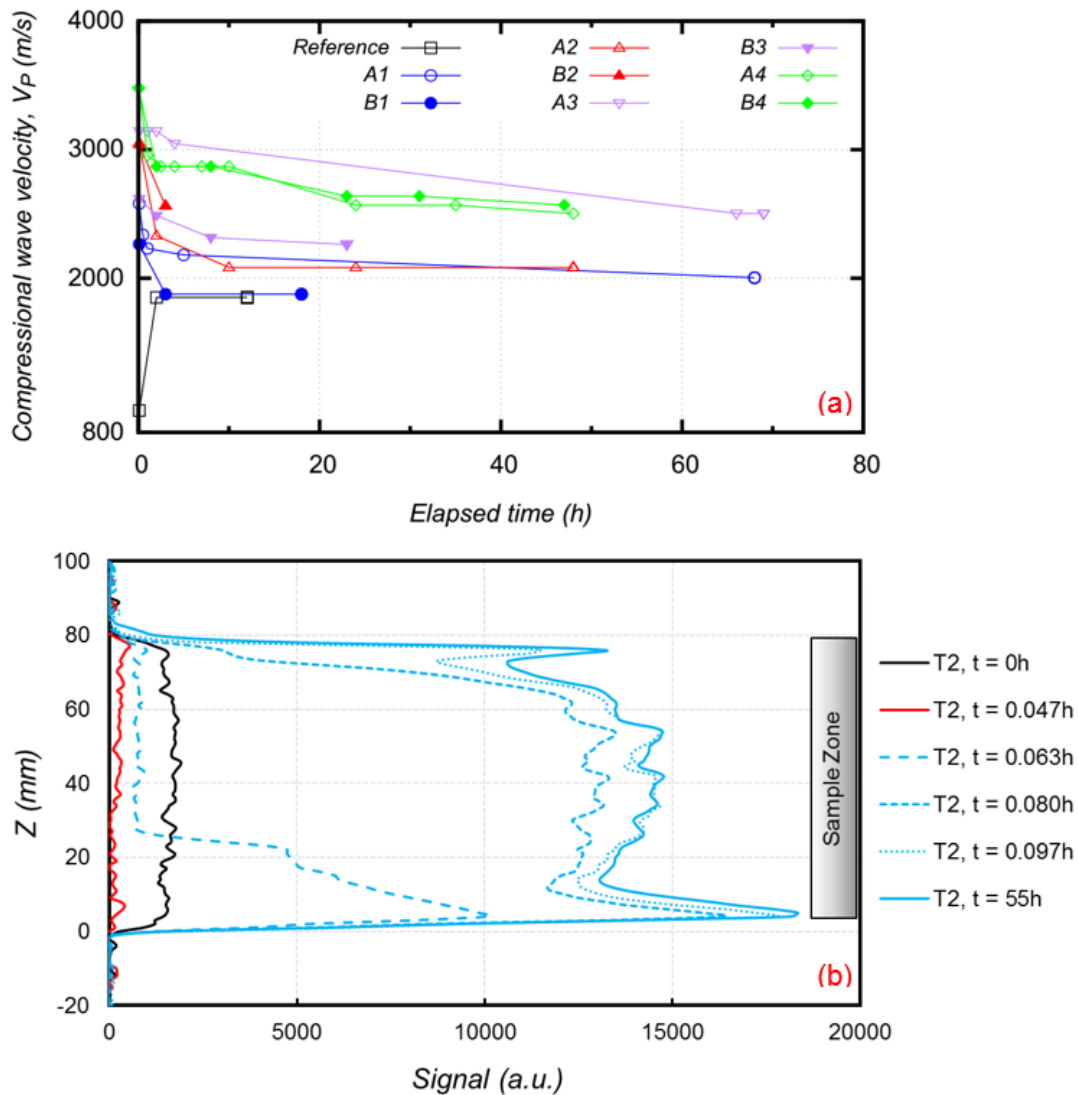 4000
3000
2000
800
Compressional wave velocity, VP (m/s)
Reference
A1
B1
A2
B2
A3
B3
A4
B4
(a)
0
20
40
60
80
Elapsed time (h)
100
80
60
40
20
0
-20
Z (mm)
Sample Zone
(b)
0
5000
10000
15000
20000
Signal (a.u.)
T2, t = 0h
T2, t = 0.047h
T2, t = 0.063h
T2, t = 0.080h
T2, t = 0.097h
T2, t = 55h